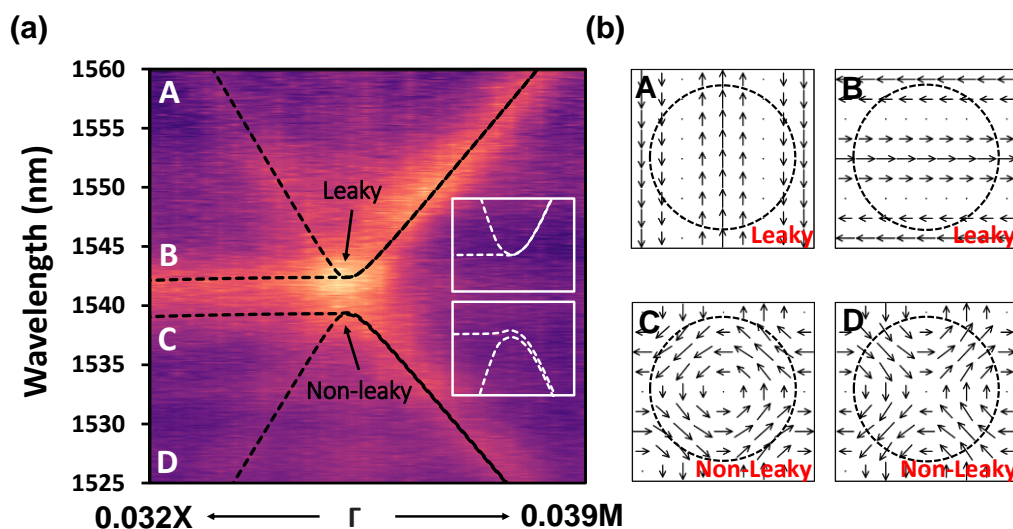 (a)
(b)
Wavelength (nm)
1560
1555
1550
1545
1540
1535
1530
1525
A
B
C
D
Leaky
Non-leaky
0.032X
Γ
0.039M
A
Leaky
B
Leaky
C
Non-Leaky
D
Non-Leaky